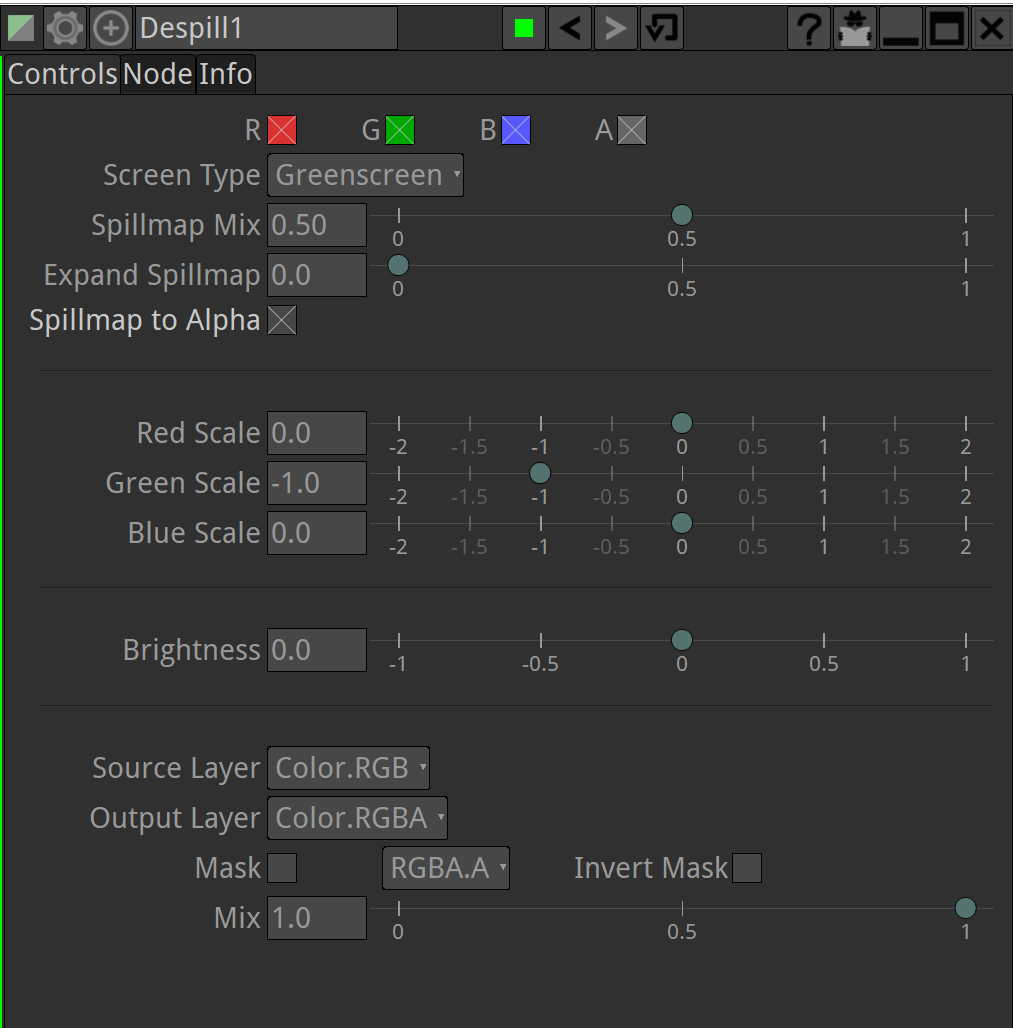 Despill1 ?
Controls Node Info
R G B A
Screen Type Greenscreen
Spillmap Mix 0.50
0 0.5 1
Expand Spillmap 0.0
0 0.5 1
Spillmap to Alpha
Red Scale 0.0
-2 -1.5 -1 -0.5 0 0.5 1 1.5 2
Green Scale -1.0
-2 -1.5 -1 -0.5 0 0.5 1 1.5 2
Blue Scale 0.0
-2 -1.5 -1 -0.5 0 0.5 1 1.5 2
Brightness 0.0
-1 -0.5 0 0.5 1
Source Layer Color.RGB
Output Layer Color.RGBA
Mask RGBA.A Invert Mask
Mix 1.0
0 0.5 1